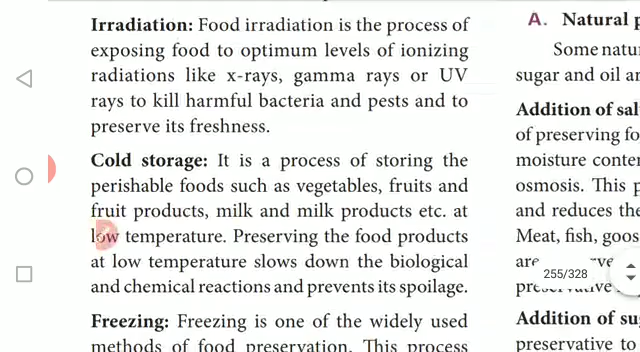 Irradiation: Food irradiation is the process of
exposing food to optimum levels of ionizing
radiations like x-rays, gamma rays or UV
rays to kill harmful bacteria and pests and to
preserve its freshness.
Cold storage: It is a process of storing the
perishable foods such as vegetables, fruits and
fruit products, milk and milk products etc. at
low temperature. Preserving the food products
at low temperature slows down the biological
and chemical reactions and prevents its spoilage.
Freezing: Freezing is one of the widely used
methods of food preservation. This process
A. Natural p
Some natu
sugar and oil ar
Addition of sal
of preserving fo
moisture conter
osmosis. This p
and reduces the
Meat, fish, goos
are
255/328
Addition of su
preservative to